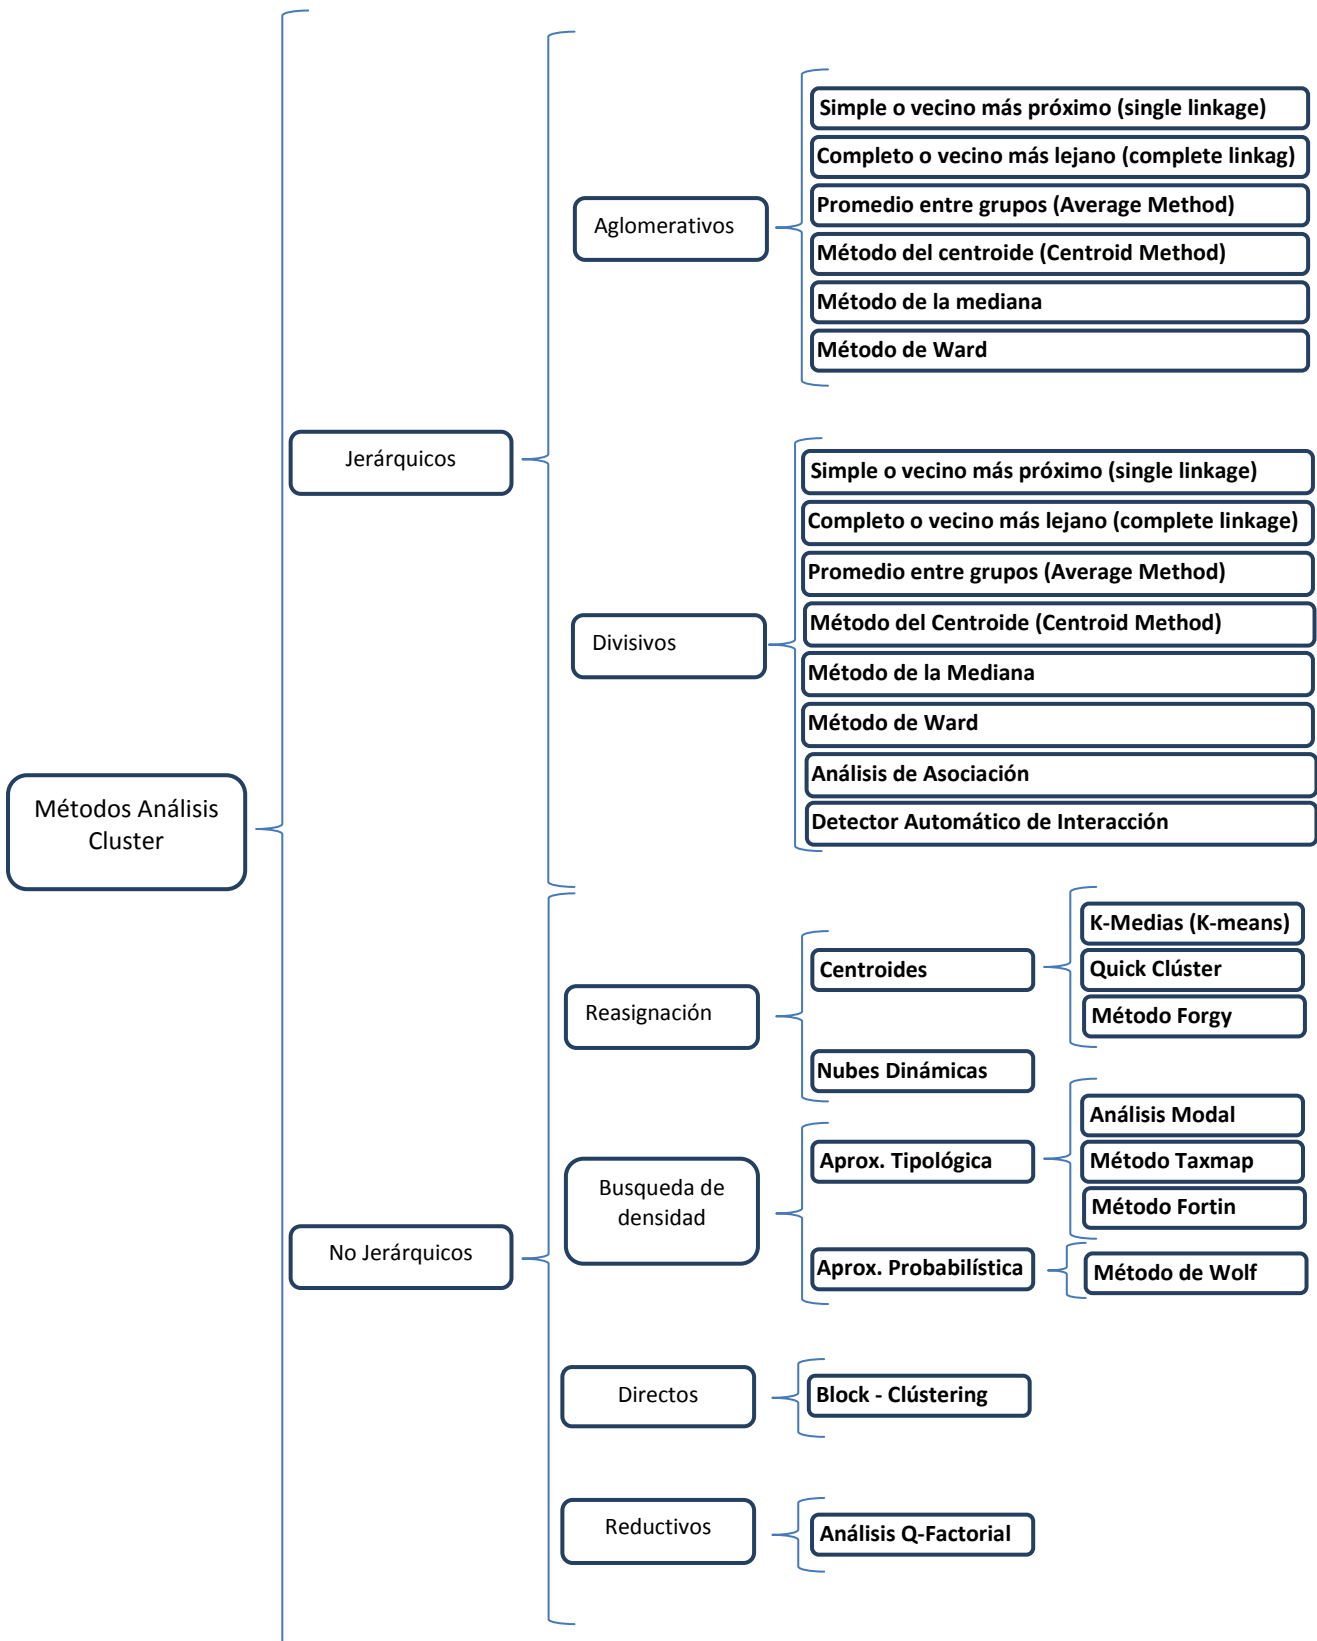 Métodos Análisis
Cluster
Jerárquicos
Aglomerativos
Simple o vecino más próximo (single linkage)
Completo o vecino más lejano (complete linkag)
Promedio entre grupos (Average Method)
Método del centroide (Centroid Method)
Método de la mediana
Método de Ward
Divisivos
Simple o vecino más próximo (single linkage)
Completo o vecino más lejano (complete linkage)
Promedio entre grupos (Average Method)
Método del Centroide (Centroid Method)
Método de la Mediana
Método de Ward
Análisis de Asociación
Detector Automático de Interacción
No Jerárquicos
Reasignación
Centroides
K-Medias (K-means)
Quick Clúster
Método Forgy
Nubes Dinámicas
Busqueda de
densidad
Aprox. Tipológica
Análisis Modal
Método Taxmap
Método Fortin
Aprox. Probabilística
Método de Wolf
Directos
Block - Clústering
Reductivos
Análisis Q-Factorial